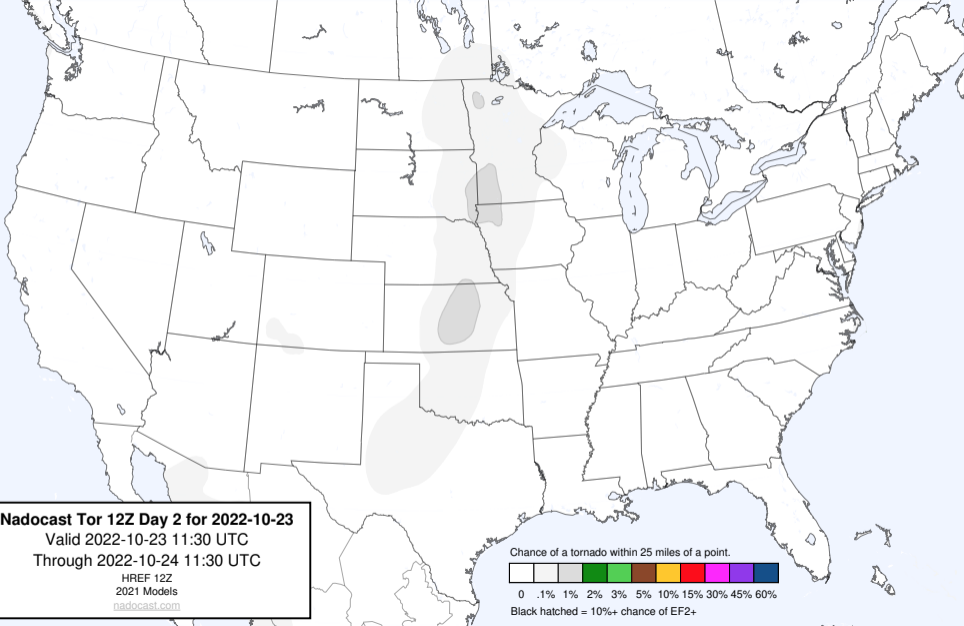 Nadocast Tor 12Z Day 2 for 2022-10-23
Valid 2022-10-23 11:30 UTC
Through 2022-10-24 11:30 UTC
HREF 12Z
2021 Models
nadocast.com
Chance of a tornado within 25 miles of a point.
0 .1% 1% 2% 3% 5% 10% 15% 30% 45% 60%
Black hatched = 10%+ chance of EF2+